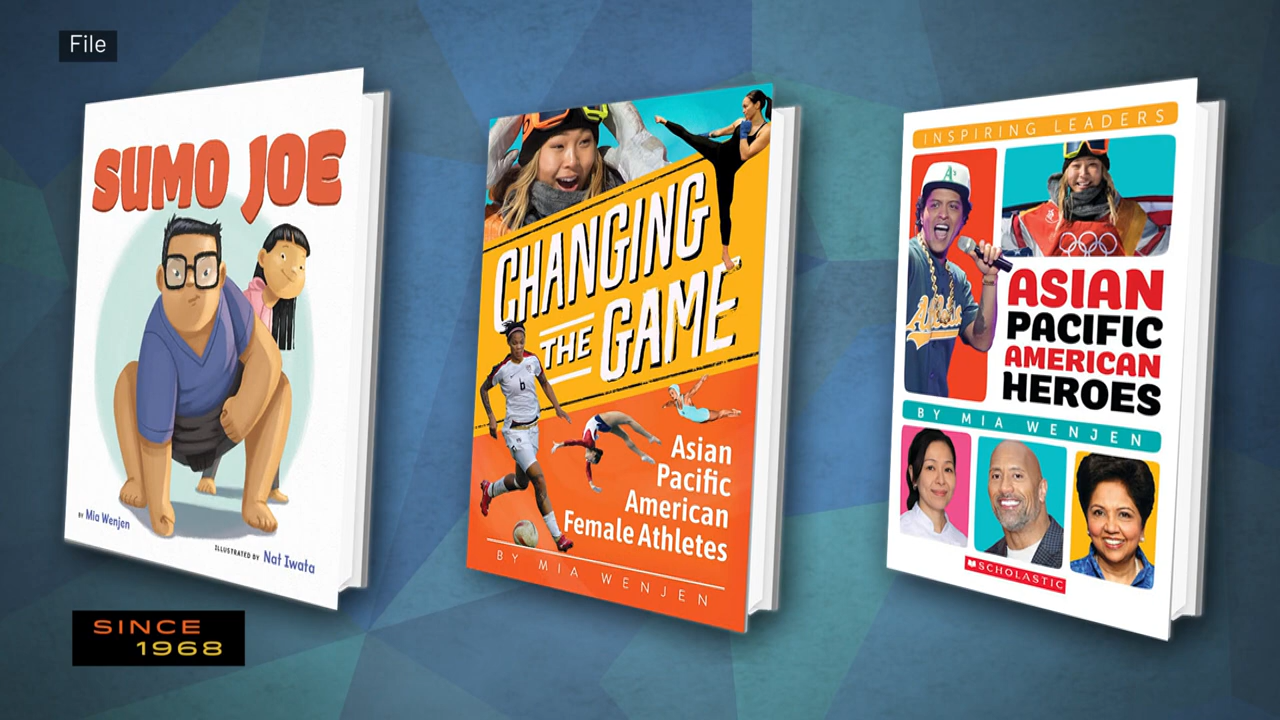 File
SUMO JOE
BY Mia Wenjen
ILLUSTRATED BY Nat Iwata
SINCE
1968
CHANGING
THE GAME
6
Asian
Pacific
American
Female Athletes
BY MIA WENJEN
INSPIRING LEADERS
A's
ASIAN
PACIFIC
AMERICAN
HEROES
BY MIA WENJEN
SCHOLASTIC